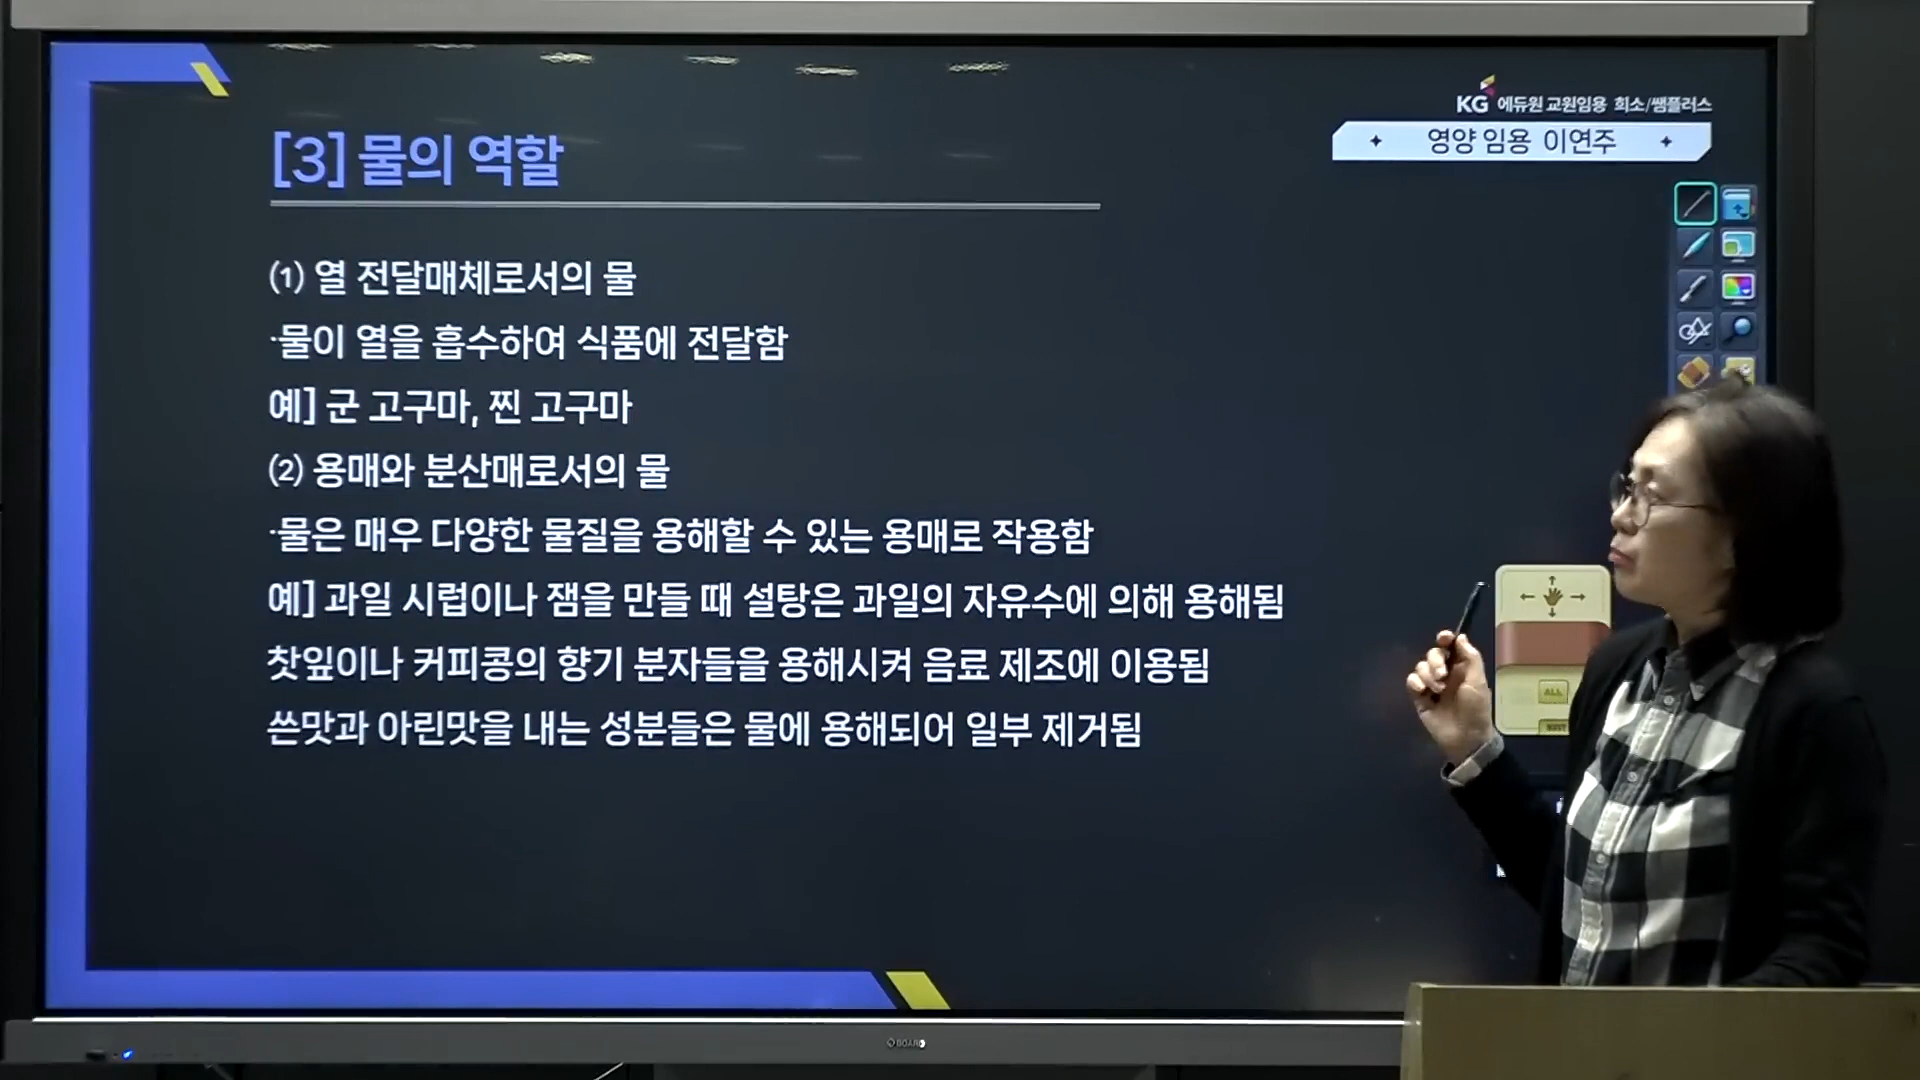 KG 에듀원 교원임용 희소/쌤플러스
영양 임용 이연주
[3] 물의 역할
(1) 열 전달매체로서의 물
·물이 열을 흡수하여 식품에 전달함
예] 군 고구마, 찐 고구마
(2) 용매와 분산매로서의 물
·물은 매우 다양한 물질을 용해할 수 있는 용매로 작용함
예] 과일 시럽이나 잼을 만들 때 설탕은 과일의 자유수에 의해 용해됨
찻잎이나 커피콩의 향기 분자들을 용해시켜 음료 제조에 이용됨
쓴맛과 아린맛을 내는 성분들은 물에 용해되어 일부 제거됨
ALL